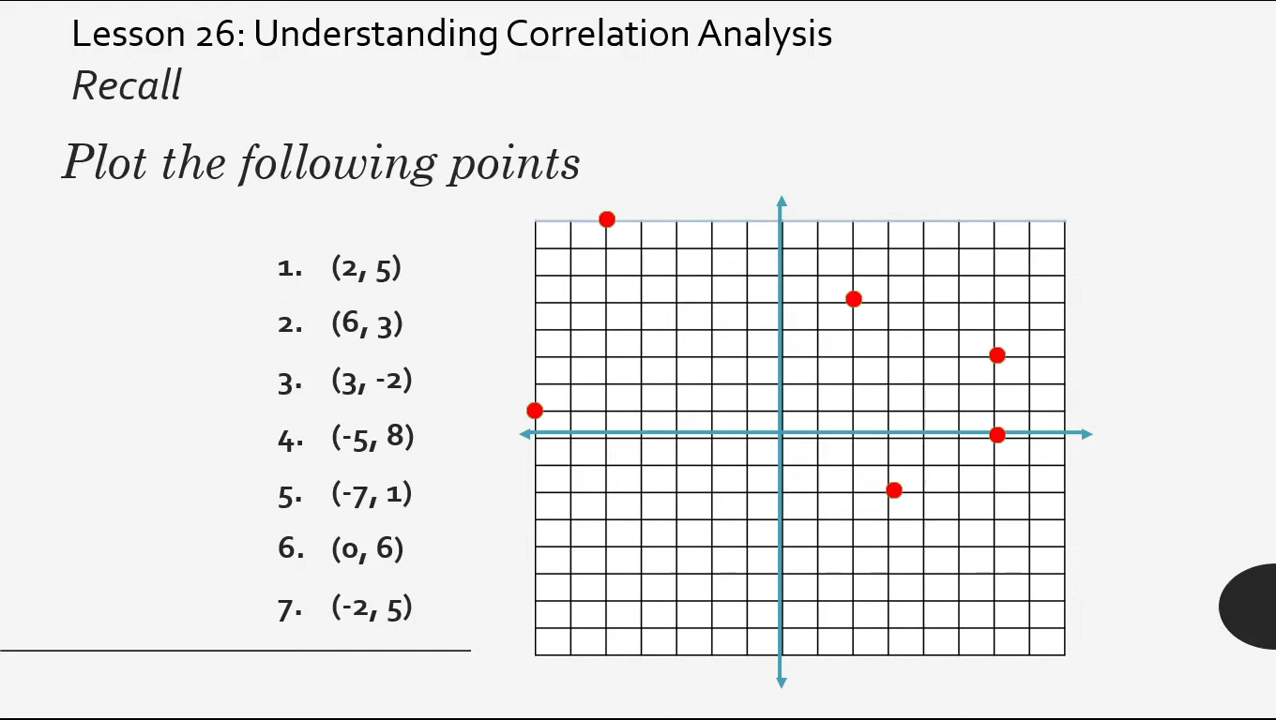 Lesson 26: Understanding Correlation Analysis
Recall
Plot the following points
1. (2, 5)
2. (6, 3)
3. (3, -2)
4. (-5, 8)
5. (-7, 1)
6. (0, 6)
7. (-2, 5)